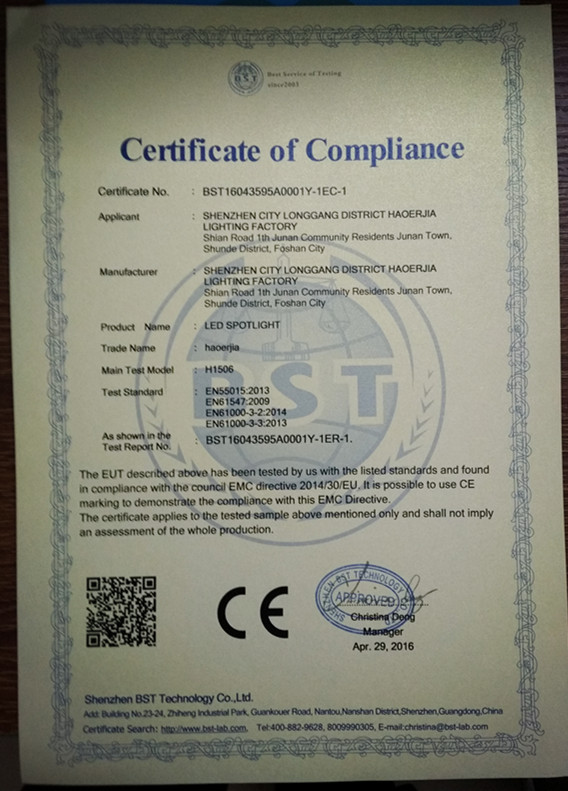 BST
Best Service of Testing
since2003
Certificate of Compliance
Certificate No. : BST16043595A0001Y-1EC-1
Applicant : SHENZHEN CITY LONGGANG DISTRICT HAOERJIA
LIGHTING FACTORY
Shian Road 1th Junan Community Residents Junan Town,
Shunde District, Foshan City
Manufacturer : SHENZHEN CITY LONGGANG DISTRICT HAOERJIA
LIGHTING FACTORY
Shian Road 1th Junan Community Residents Junan Town,
Shunde District, Foshan City
Product Name : LED SPOTLIGHT
Trade Name : haoerjia
Main Test Model : H1506
BST
Test Standard : EN55015:2013
EN61547:2009
EN61000-3-2:2014
EN61000-3-3:2013
As shown in the
Test Report No. : BST16043595A0001Y-1ER-1.
The EUT described above has been tested by us with the listed standards and found
in compliance with the council EMC directive 2014/30/EU. It is possible to use CE
marking to demonstrate the compliance with this EMC Directive.
The certificate applies to the tested sample above mentioned only and shall not imply
an assessment of the whole production.
CE
SHENZHEN BST TECHNOLOGY CO.,LTD
APPROVED
Christina Deng
Manager
Apr. 29, 2016
Shenzhen BST Technology Co.,Ltd.
Add: Building No.23-24, Zhiheng Industrial Park, Guankouer Road, Nantou,Nanshan District,Shenzhen,Guangdong,China
Certificate Search: http://www.bst-lab.com, Tel:400-882-9628, 8009990305, E-mail:christina@bst-lab.com